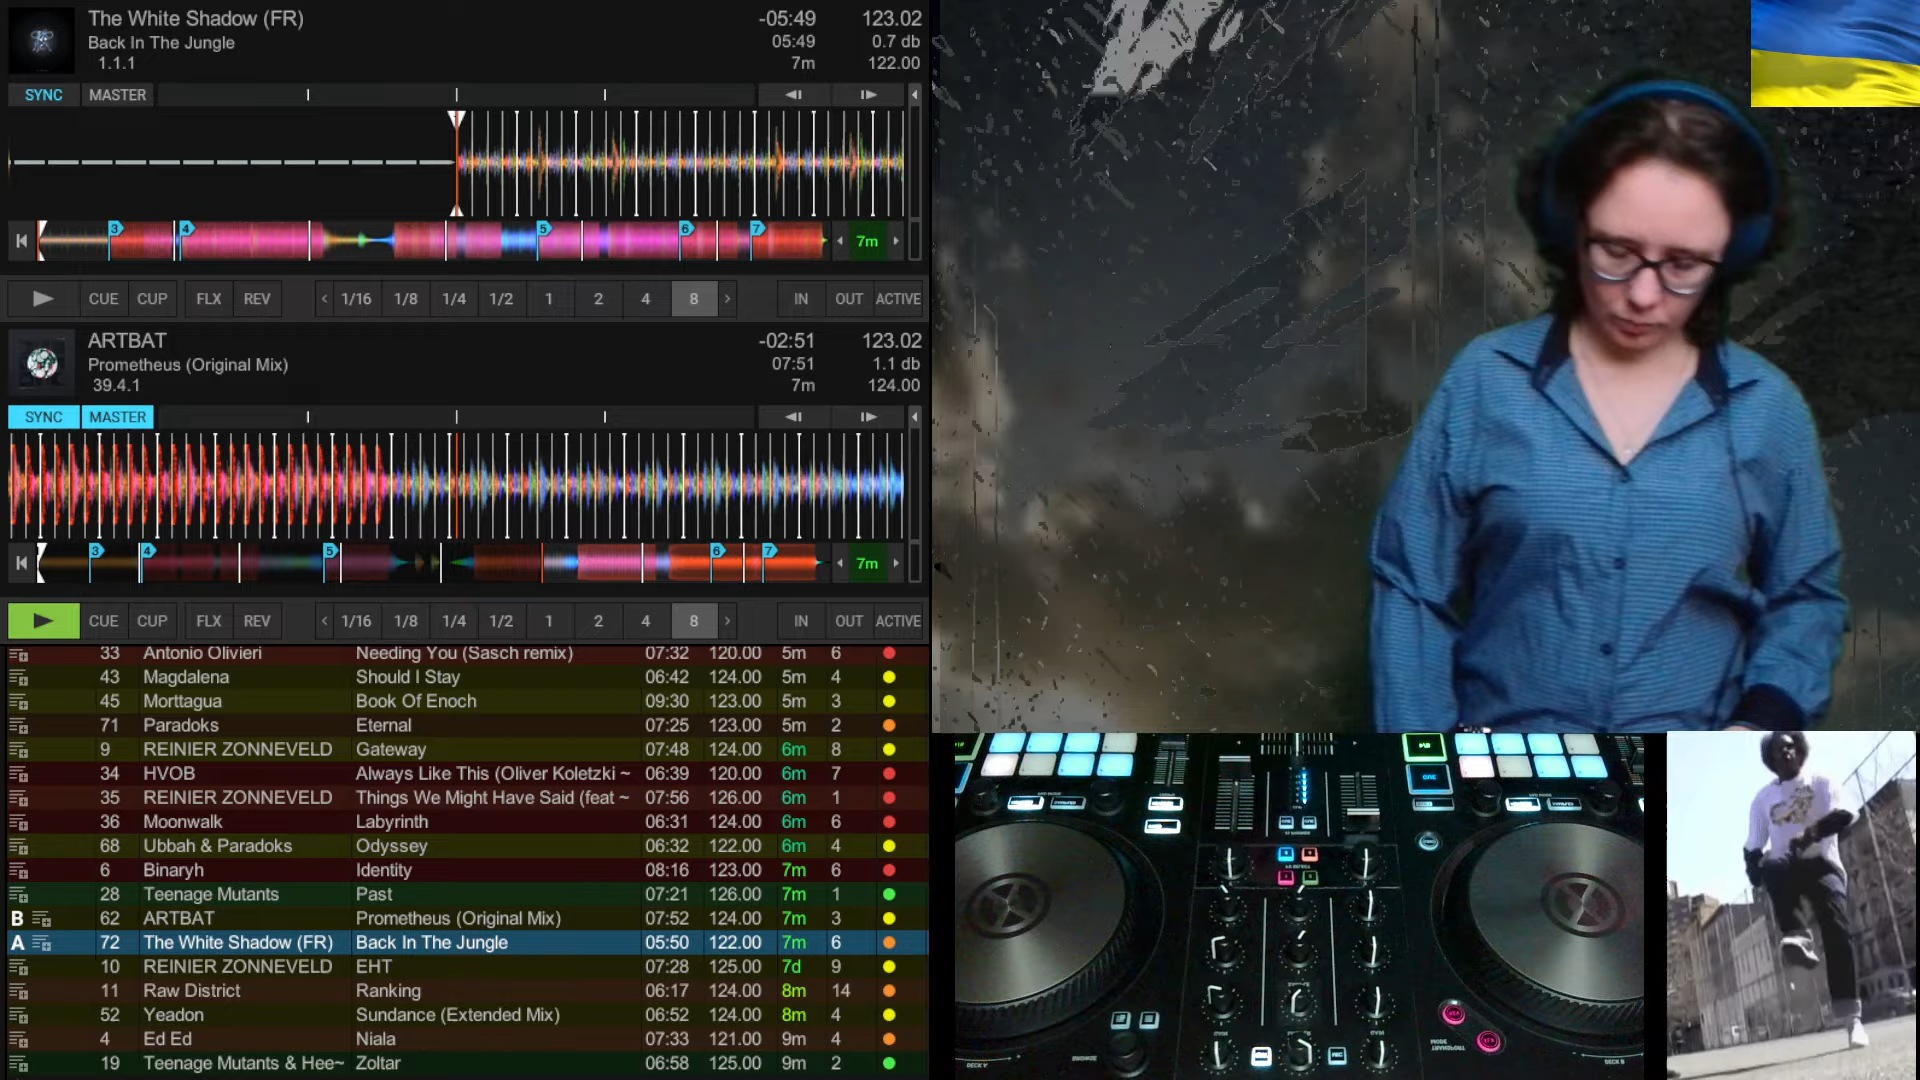 The White Shadow (FR) -05:49 123.02
Back In The Jungle 05:49 0.7 db
1.1.1 7m 122.00
SYNC MASTER
3 4 5 6 7 7m
CUE CUP FLX REV 1/16 1/8 1/4 1/2 1 2 4 8 IN OUT ACTIVE
ARTBAT -02:51 123.02
Prometheus (Original Mix) 07:51 1.1 db
39.4.1 7m 124.00
SYNC MASTER
3 4 5 6 7 7m
CUE CUP FLX REV 1/16 1/8 1/4 1/2 1 2 4 8 IN OUT ACTIVE
33 Antonio Olivieri Needing You (Sasch remix) 07:32 120.00 5m 6
43 Magdalena Should I Stay 06:42 124.00 5m 4
45 Morttagua Book Of Enoch 09:30 123.00 5m 3
71 Paradoks Eternal 07:25 123.00 5m 2
9 REINIER ZONNEVELD Gateway 07:48 124.00 6m 8
34 HVOB Always Like This (Oliver Koletzki ~ 06:39 120.00 6m 7
35 REINIER ZONNEVELD Things We Might Have Said (feat ~ 07:56 126.00 6m 1
36 Moonwalk Labyrinth 06:31 124.00 6m 6
68 Ubbah & Paradoks Odyssey 06:32 122.00 6m 4
6 Binaryh Identity 08:16 123.00 7m 6
28 Teenage Mutants Past 07:21 126.00 7m 1
B 62 ARTBAT Prometheus (Original Mix) 07:52 124.00 7m 3
A 72 The White Shadow (FR) Back In The Jungle 05:50 122.00 7m 6
10 REINIER ZONNEVELD EHT 07:28 125.00 7d 9
11 Raw District Ranking 06:17 124.00 8m 14
52 Yeadon Sundance (Extended Mix) 06:52 124.00 8m 4
4 Ed Ed Niala 07:33 121.00 9m 4
19 Teenage Mutants & Hee~ Zoltar 06:58 125.00 9m 2